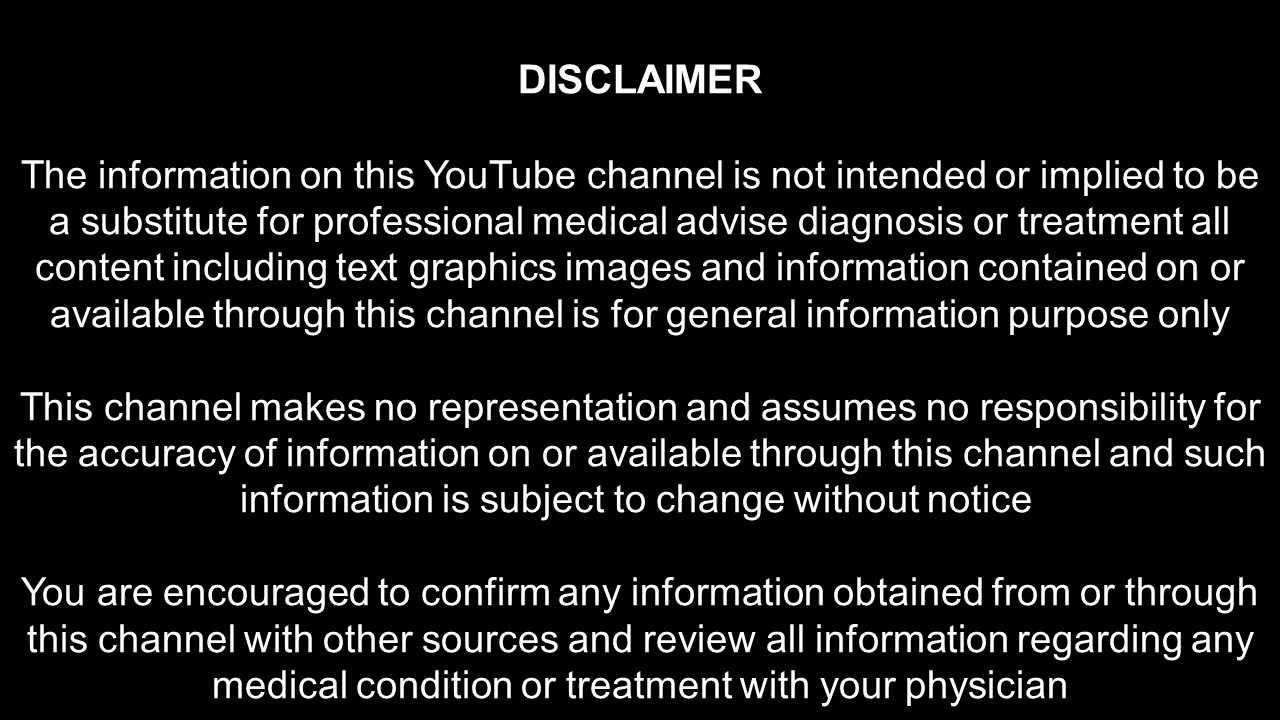 DISCLAIMER
The information on this YouTube channel is not intended or implied to be
a substitute for professional medical advise diagnosis or treatment all
content including text graphics images and information contained on or
available through this channel is for general information purpose only
This channel makes no representation and assumes no responsibility for
the accuracy of information on or available through this channel and such
information is subject to change without notice
You are encouraged to confirm any information obtained from or through
this channel with other sources and review all information regarding any
medical condition or treatment with your physician